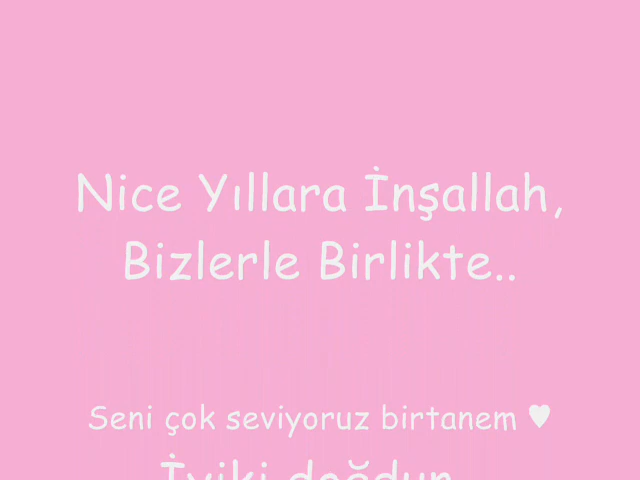 Nice Yıllara İnşallah,
Bizlerle Birlikte..
Seni çok seviyoruz birtanem ♥
İyiki doğdun